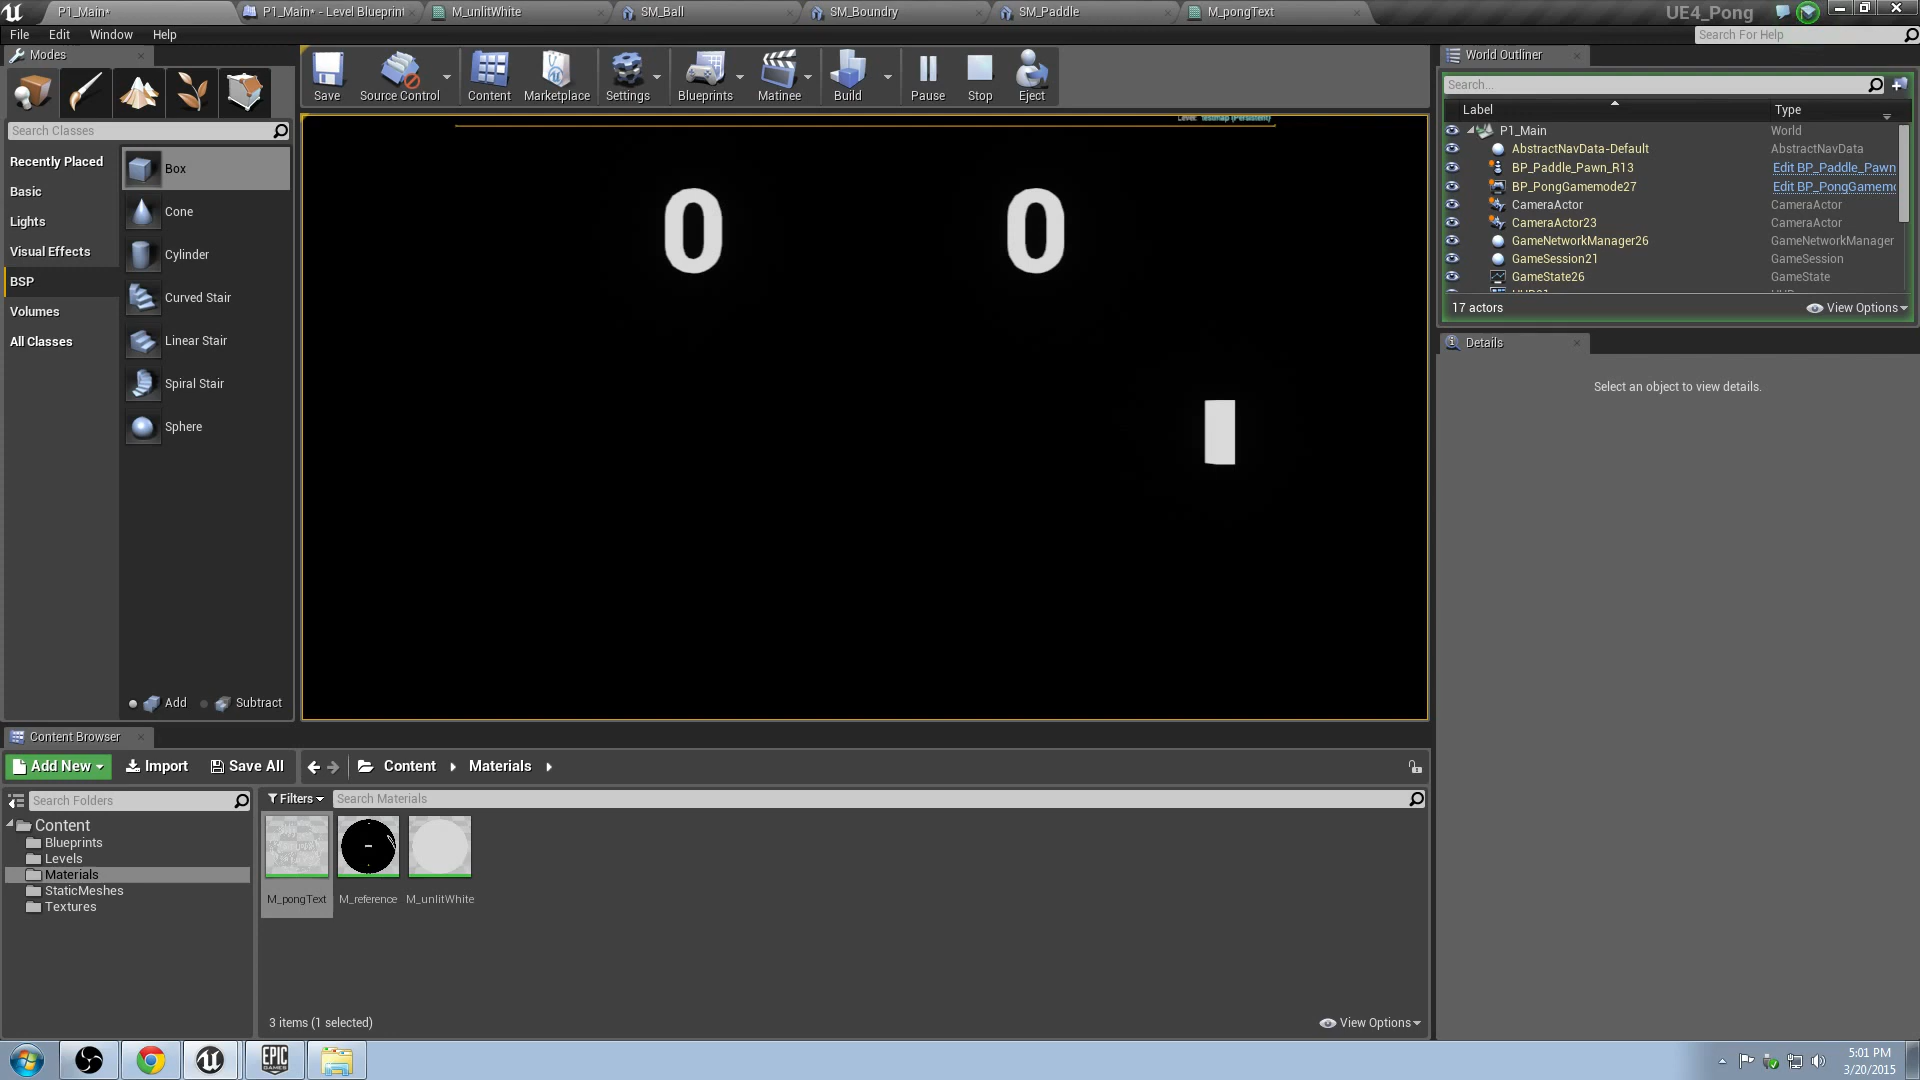 P1_Main*
P1_Main* - Level Blueprint
M_unlitWhite
SM_Ball
SM_Boundry
SM_Paddle
M_pongText
UE4_Pong
File Edit Window Help
Search For Help
Modes
Save
Source Control
Content
Marketplace
Settings
Blueprints
Matinee
Build
Pause
Stop
Eject
Search Classes
Recently Placed
Basic
Lights
Visual Effects
BSP
Volumes
All Classes
Box
Cone
Cylinder
Curved Stair
Linear Stair
Spiral Stair
Sphere
Add Subtract
Level: testmap (Persistent)
0 0
World Outliner
Search...
Label Type
P1_Main World
AbstractNavData-Default AbstractNavData
BP_Paddle_Pawn_R13 Edit BP_Paddle_Pawn
BP_PongGamemode27 Edit BP_PongGamem
CameraActor CameraActor
CameraActor23 CameraActor
GameNetworkManager26 GameNetworkManager
GameSession21 GameSession
GameState26 GameState
17 actors View Options
Details
Select an object to view details.
Content Browser
Add New Import Save All Content Materials
Search Folders
Content
Blueprints
Levels
Materials
StaticMeshes
Textures
Filters Search Materials
M_pongText M_reference M_unlitWhite
3 items (1 selected) View Options
EPIC GAMES
5:01 PM
3/20/2015